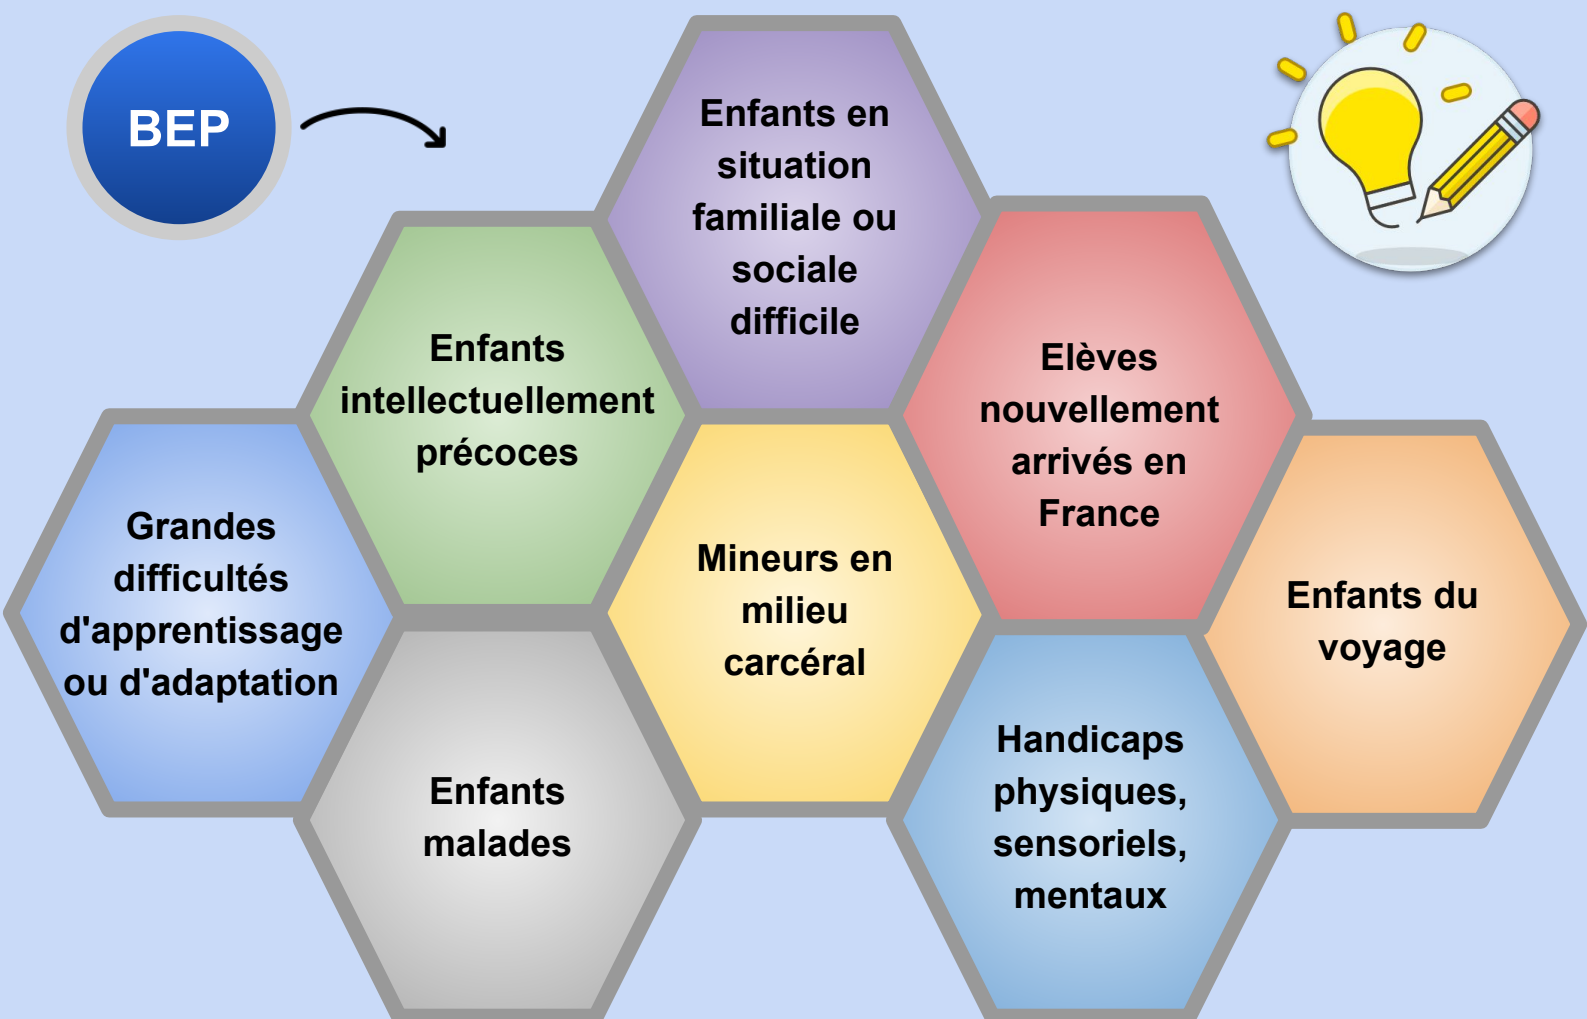 BEP
Enfants en
situation
familiale ou
sociale
difficile
Enfants
intellectuellement
précoces
Elèves
nouvellement
arrivés en
France
Grandes
difficultés
d'apprentissage
ou d'adaptation
Mineurs en
milieu
carcéral
Enfants du
voyage
Enfants
malades
Handicaps
physiques,
sensoriels,
mentaux